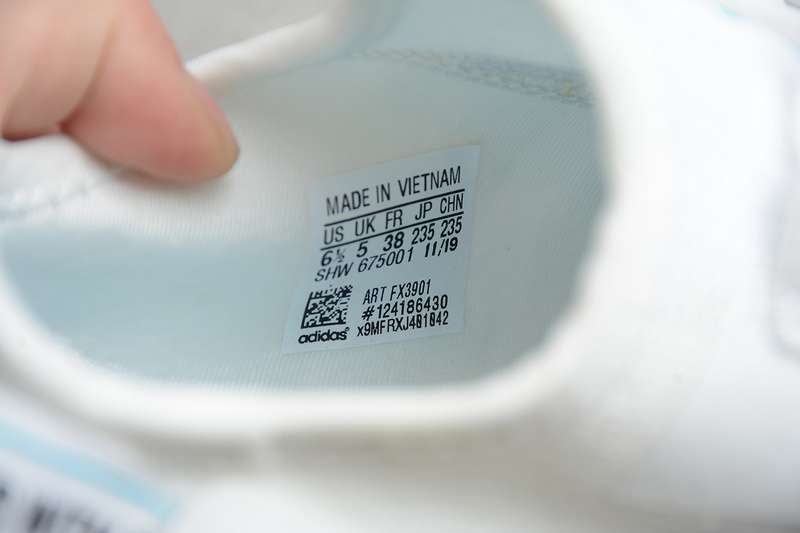 MADE IN VIETNAM
US UK FR JP CHN
6½ 5 38 235 235
SHW 675001 11/19
ART FX3901
#124186430
x9MFRXJ401042
adidas